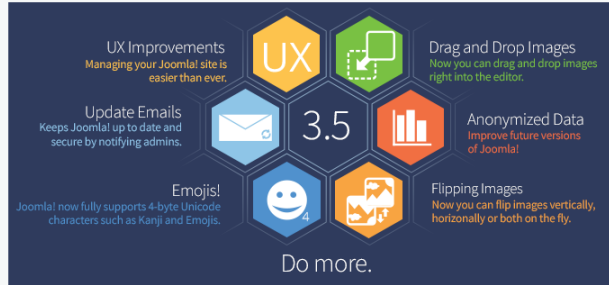 UX Improvements
Managing your Joomla! site is
easier than ever.
UX
Drag and Drop Images
Now you can drag and drop images
right into the editor.
Update Emails
Keeps Joomla! up to date and
secure by notifying admins.
3.5
Anonymized Data
Improve future versions
of Joomla!
Emojis!
Joomla! now fully supports 4-byte Unicode
characters such as Kanji and Emojis.
4
Flipping Images
Now you can flip images vertically,
horizonally or both on the fly.
Do more.